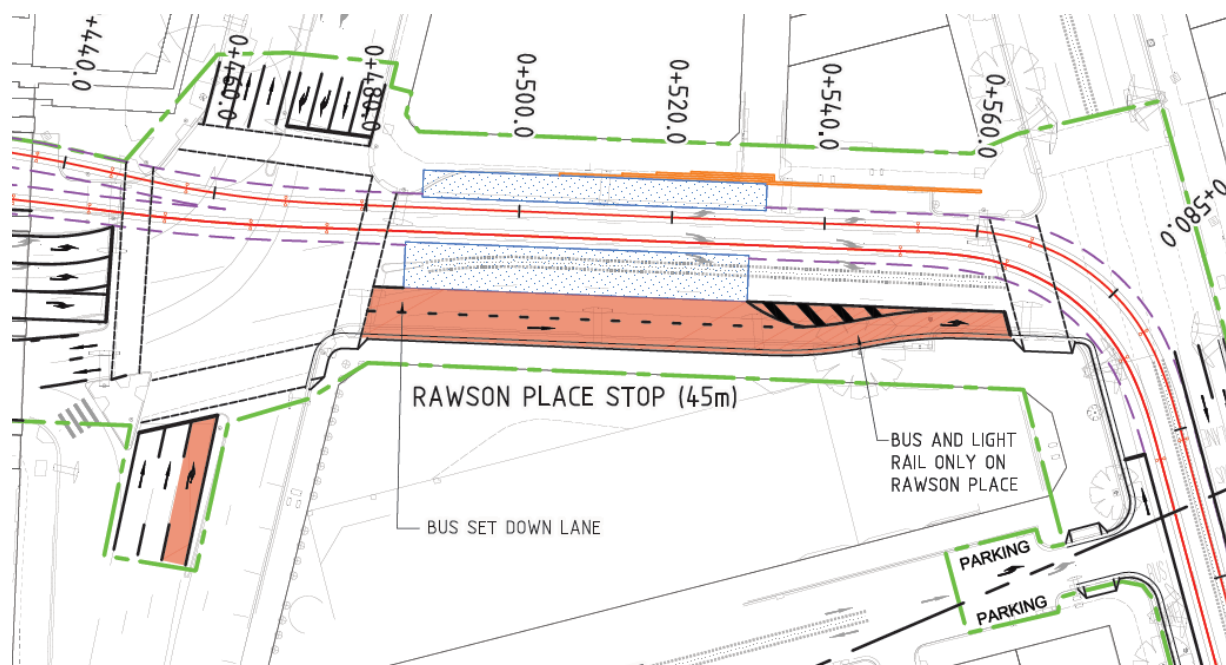 0+440.0
0+460.0
0+480.0
0+500.0
0+520.0
0+540.0
0+560.0
0+580.0
RAWSON PLACE STOP (45m)
BUS AND LIGHT
RAIL ONLY ON
RAWSON PLACE
BUS SET DOWN LANE
PARKING
PARKING